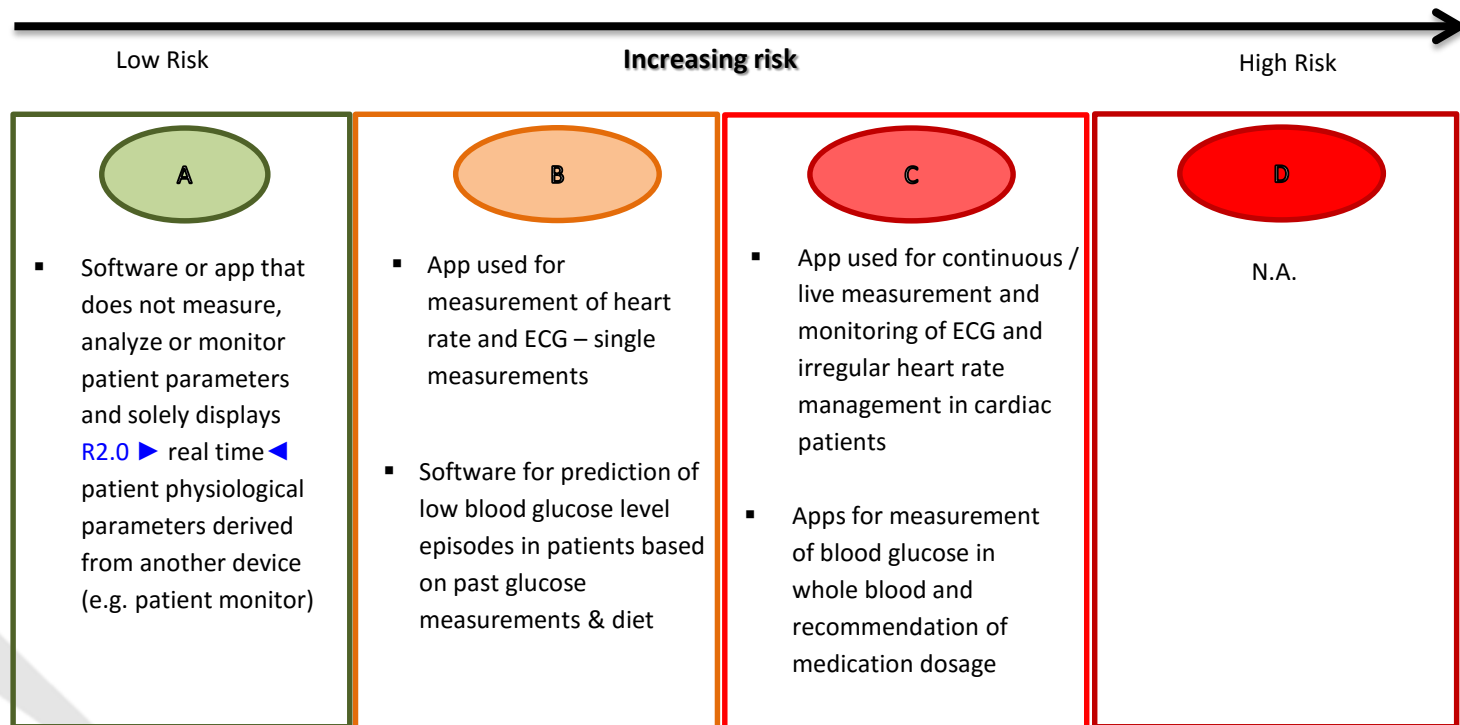 Low Risk
Increasing risk
High Risk
A
▪ Software or app that
does not measure,
analyze or monitor
patient parameters
and solely displays
R2.0 ► real time ◄
patient physiological
parameters derived
from another device
(e.g. patient monitor)
B
▪ App used for
measurement of heart
rate and ECG – single
measurements
▪ Software for prediction of
low blood glucose level
episodes in patients based
on past glucose
measurements & diet
C
▪ App used for continuous /
live measurement and
monitoring of ECG and
irregular heart rate
management in cardiac
patients
▪ Apps for measurement
of blood glucose in
whole blood and
recommendation of
medication dosage
D
N.A.